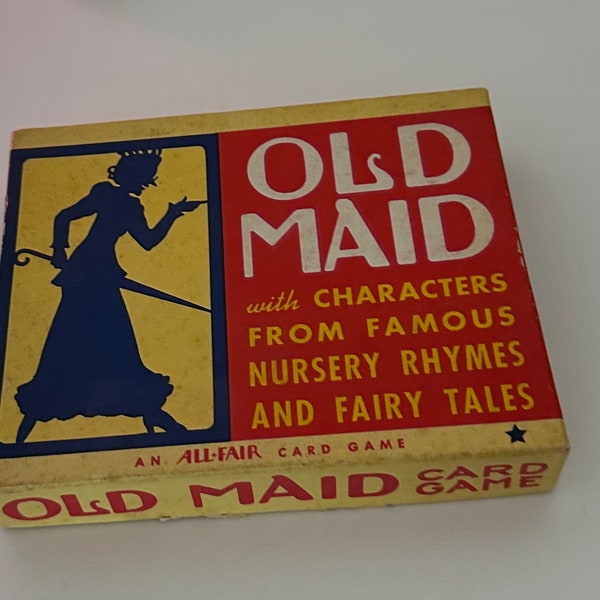 OLD
MAID
with CHARACTERS
FROM FAMOUS
NURSERY RHYMES
AND FAIRY TALES
AN ALL-FAIR CARD GAME
OLD MAID CARD GAME